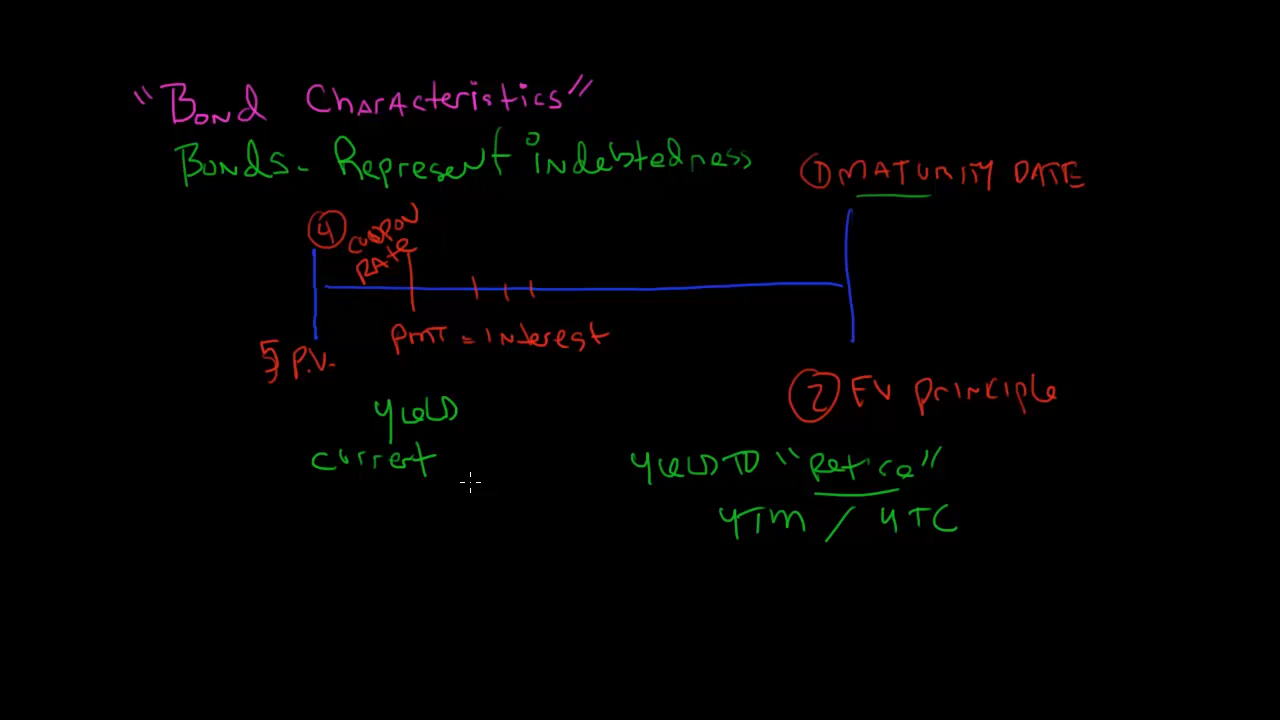 "Bond Characteristics"
Bonds - Represent indebtedness
① MATURITY DATE
④ COUPON
RATE
PMT = interest
5 P.V.
② FV principle
YIELD
current
YIELD TO "Retire"
YTM / YTC